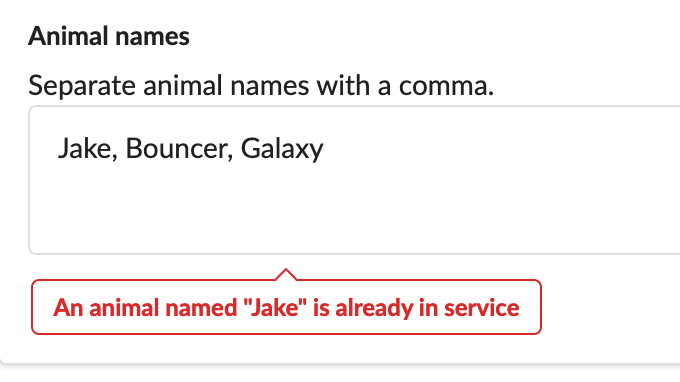 Animal names
Separate animal names with a comma.
Jake, Bouncer, Galaxy
An animal named "Jake" is already in service